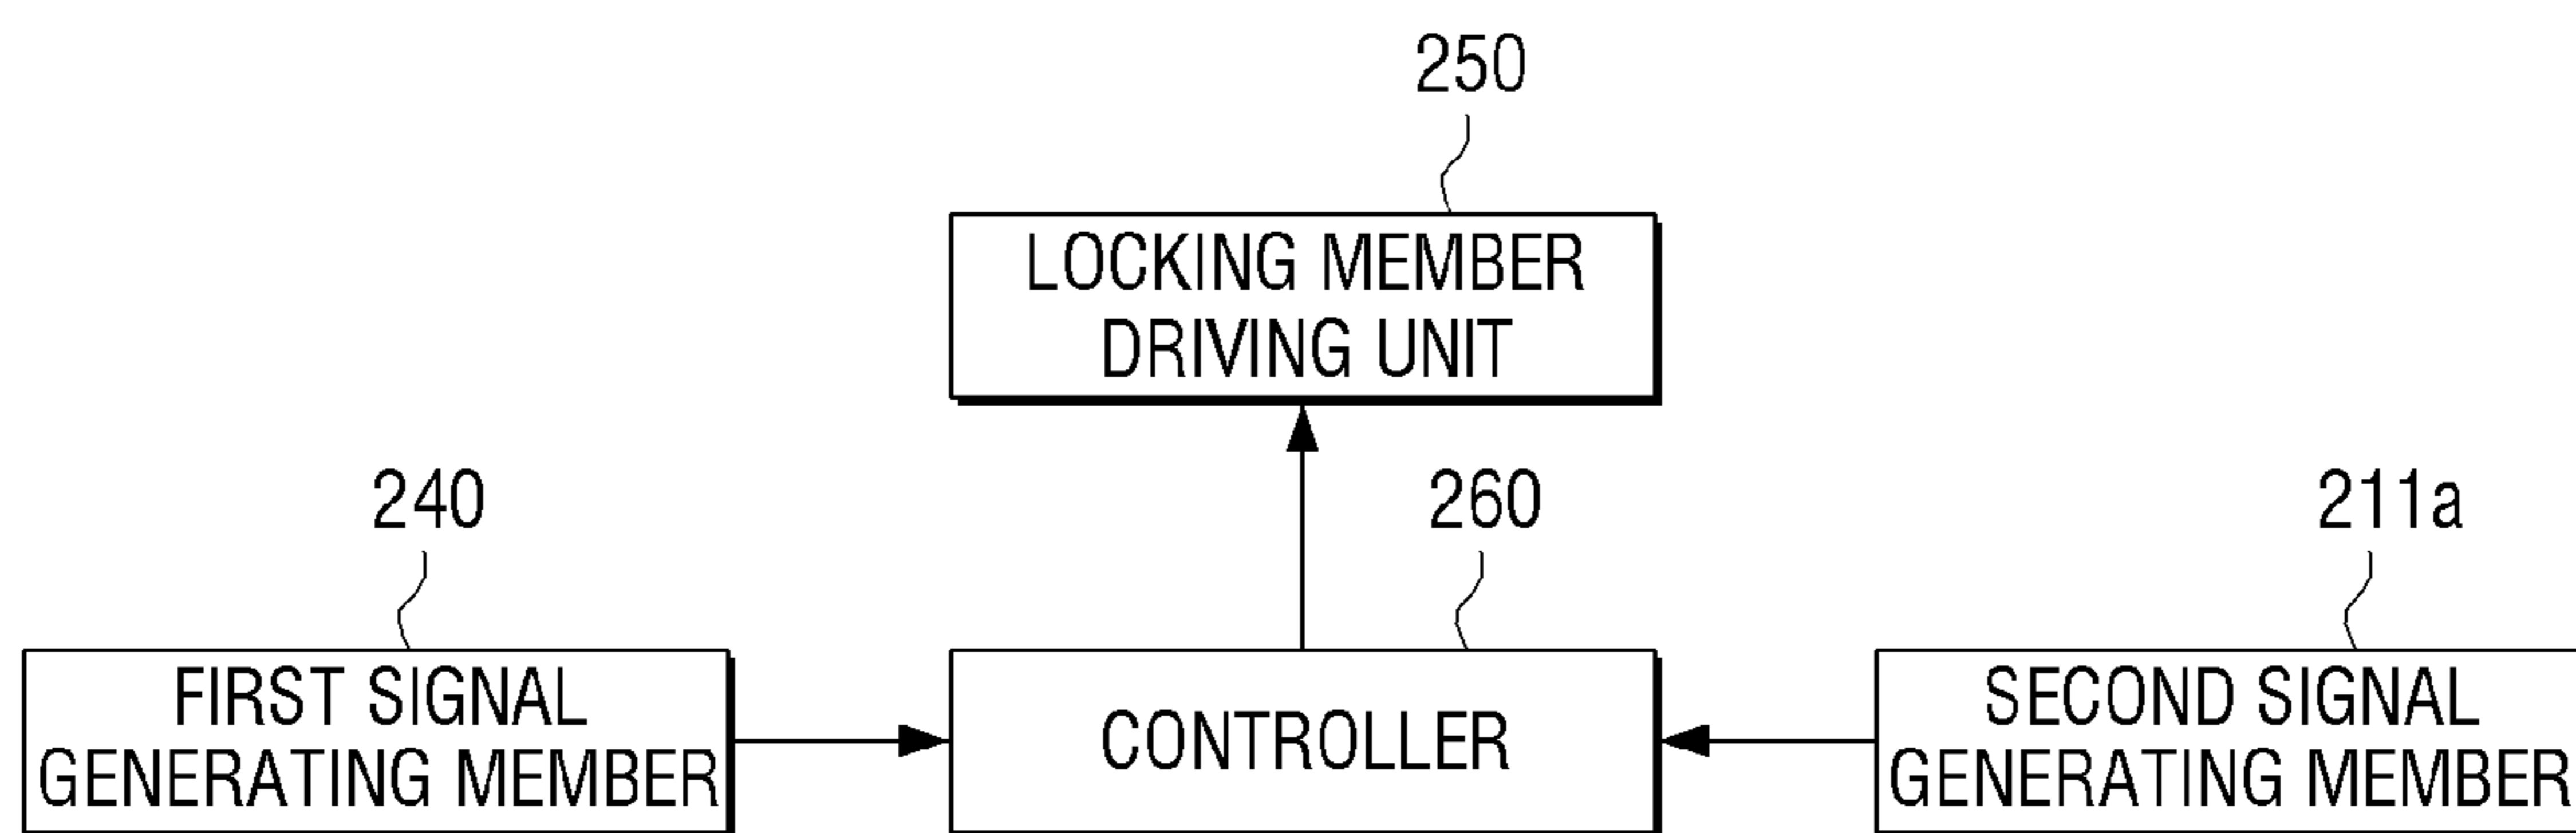 250
LOCKING MEMBER
DRIVING UNIT
240
260
211a
FIRST SIGNAL
GENERATING MEMBER
CONTROLLER
SECOND SIGNAL
GENERATING MEMBER